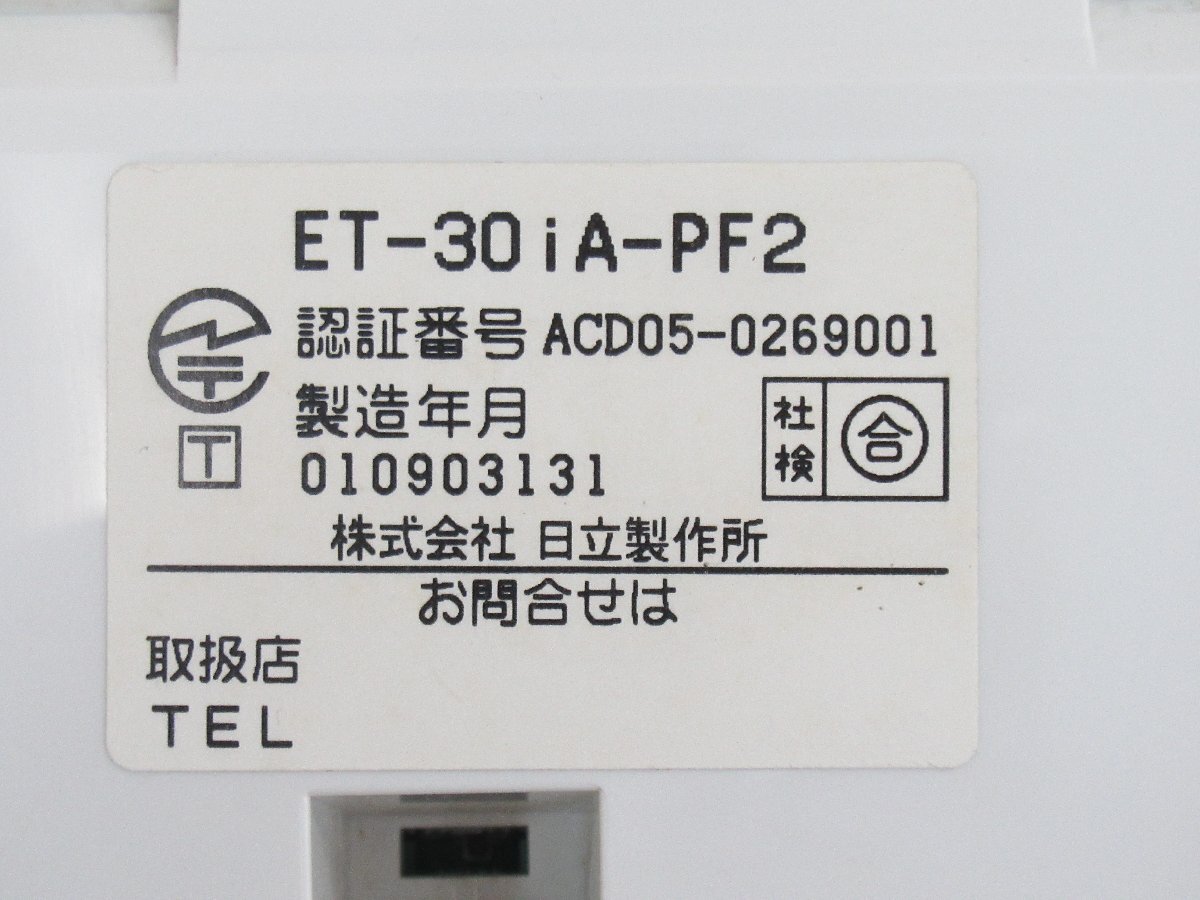 ET-30iA-PF2
認証番号 ACD05-0269001
製造年月
010903131
T
社検 合
株式会社 日立製作所
お問合せは
取扱店
TEL